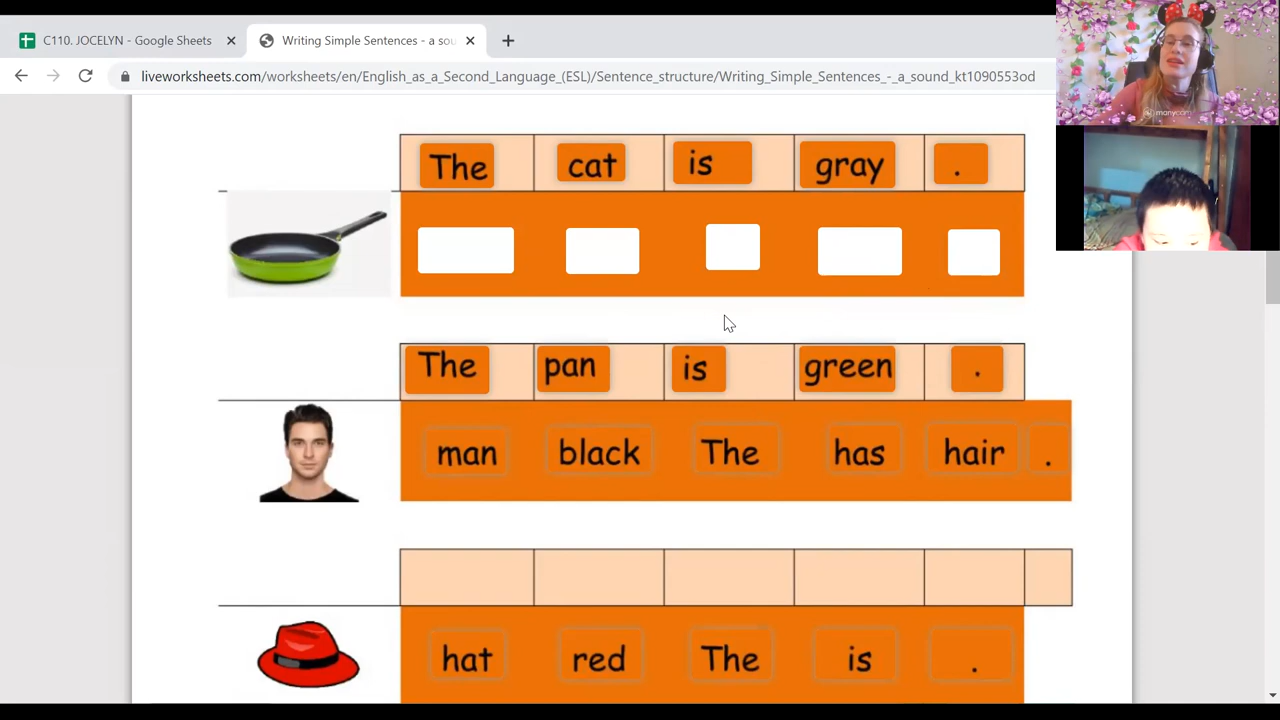 C110. JOCELYN - Google Sheets
Writing Simple Sentences - a sou
liveworksheets.com/worksheets/en/English_as_a_Second_Language_(ESL)/Sentence_structure/Writing_Simple_Sentences_-_a_sound_kt1090553od
manycam
The cat is gray .
The pan is green .
man black The has hair .
hat red The is .